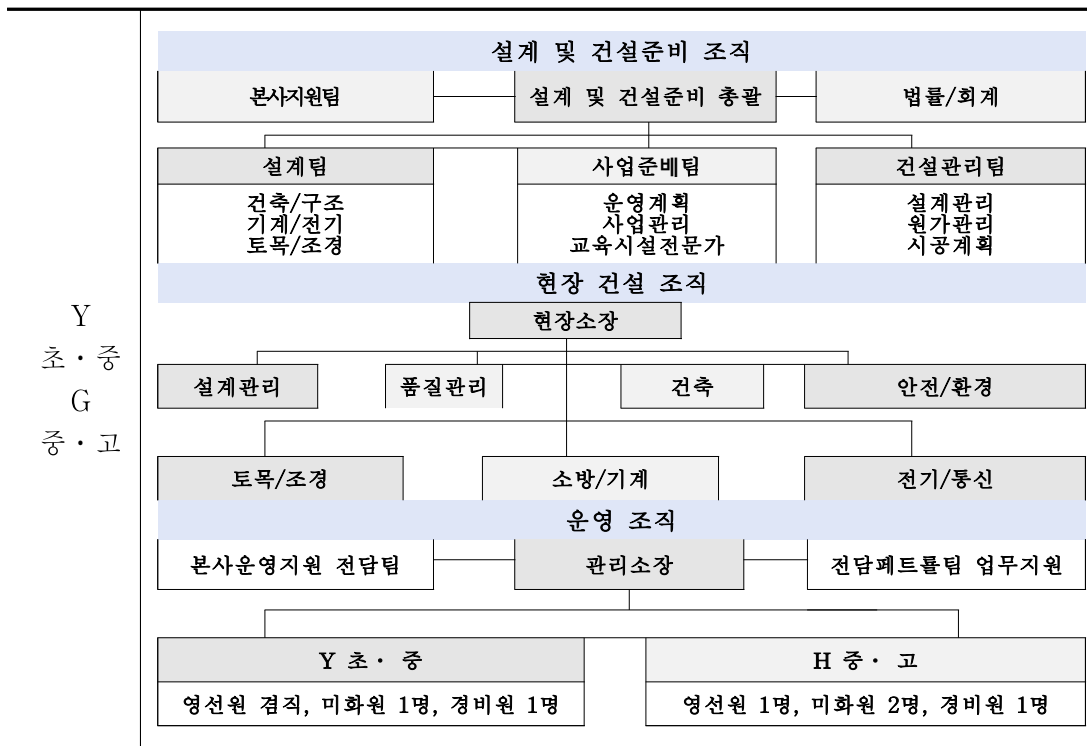 Y
초·중
G
중·고
설계 및 건설준비 조직
본사지원팀 설계 및 건설준비 총괄 법률/회계
설계팀 사업준베팀 건설관리팀
건축/구조 운영계획 설계관리
기계/전기 사업관리 원가관리
토목/조경 교육시설전문가 시공계획
현장 건설 조직
현장소장
설계관리 품질관리 건축 안전/환경
토목/조경 소방/기계 전기/통신
운영 조직
본사운영지원 전담팀 관리소장 전담페트롤팀 업무지원
Y 초· 중 H 중· 고
영선원 겸직, 미화원 1명, 경비원 1명 영선원 1명, 미화원 2명, 경비원 1명